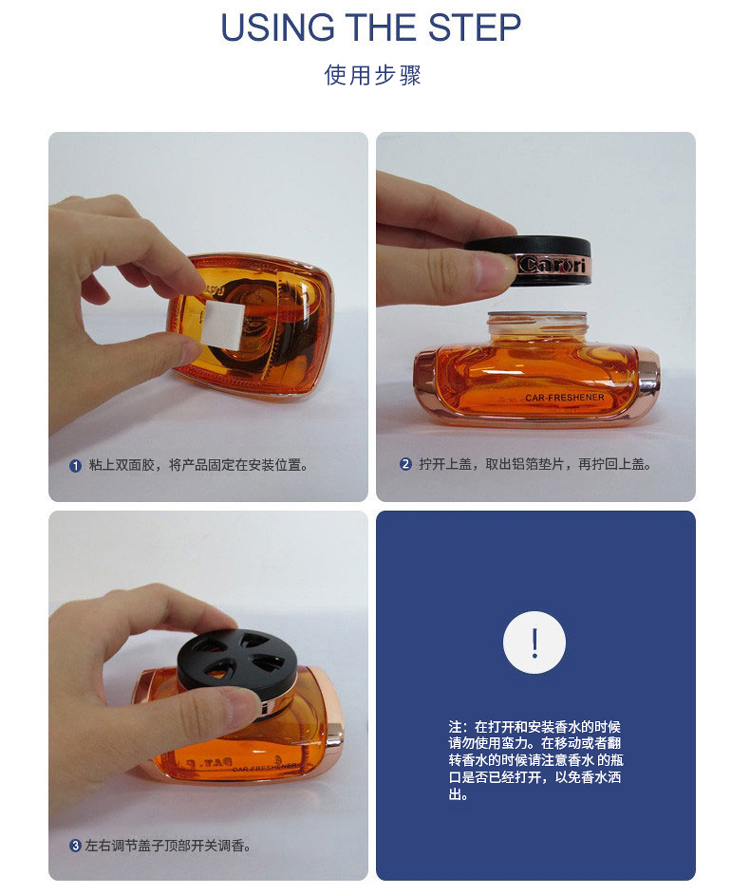 USING THE STEP
使用步骤
Carori
CAR-FRESHENER
1 粘上双面胶，将产品固定在安装位置。
2 拧开上盖，取出铝箔垫片，再拧回上盖。
CAR-FRESHENER
3 左右调节盖子顶部开关调香。
!
注：在打开和安装香水的时候
请勿使用蛮力。在移动或者翻
转香水的时候请注意香水 的瓶
口是否已经打开，以免香水洒
出。